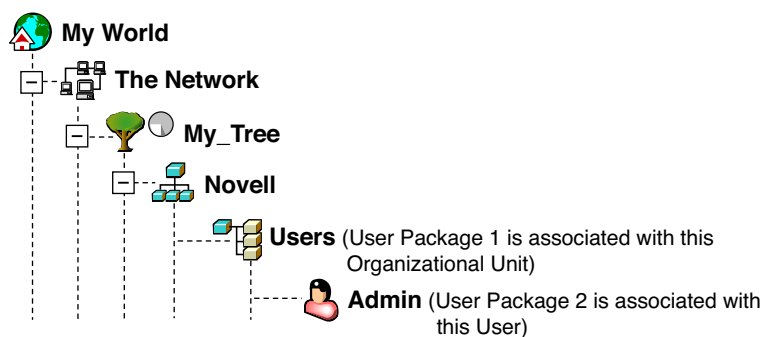 My World
The Network
My_Tree
Novell
Users (User Package 1 is associated with this
Organizational Unit)
Admin (User Package 2 is associated with
this User)